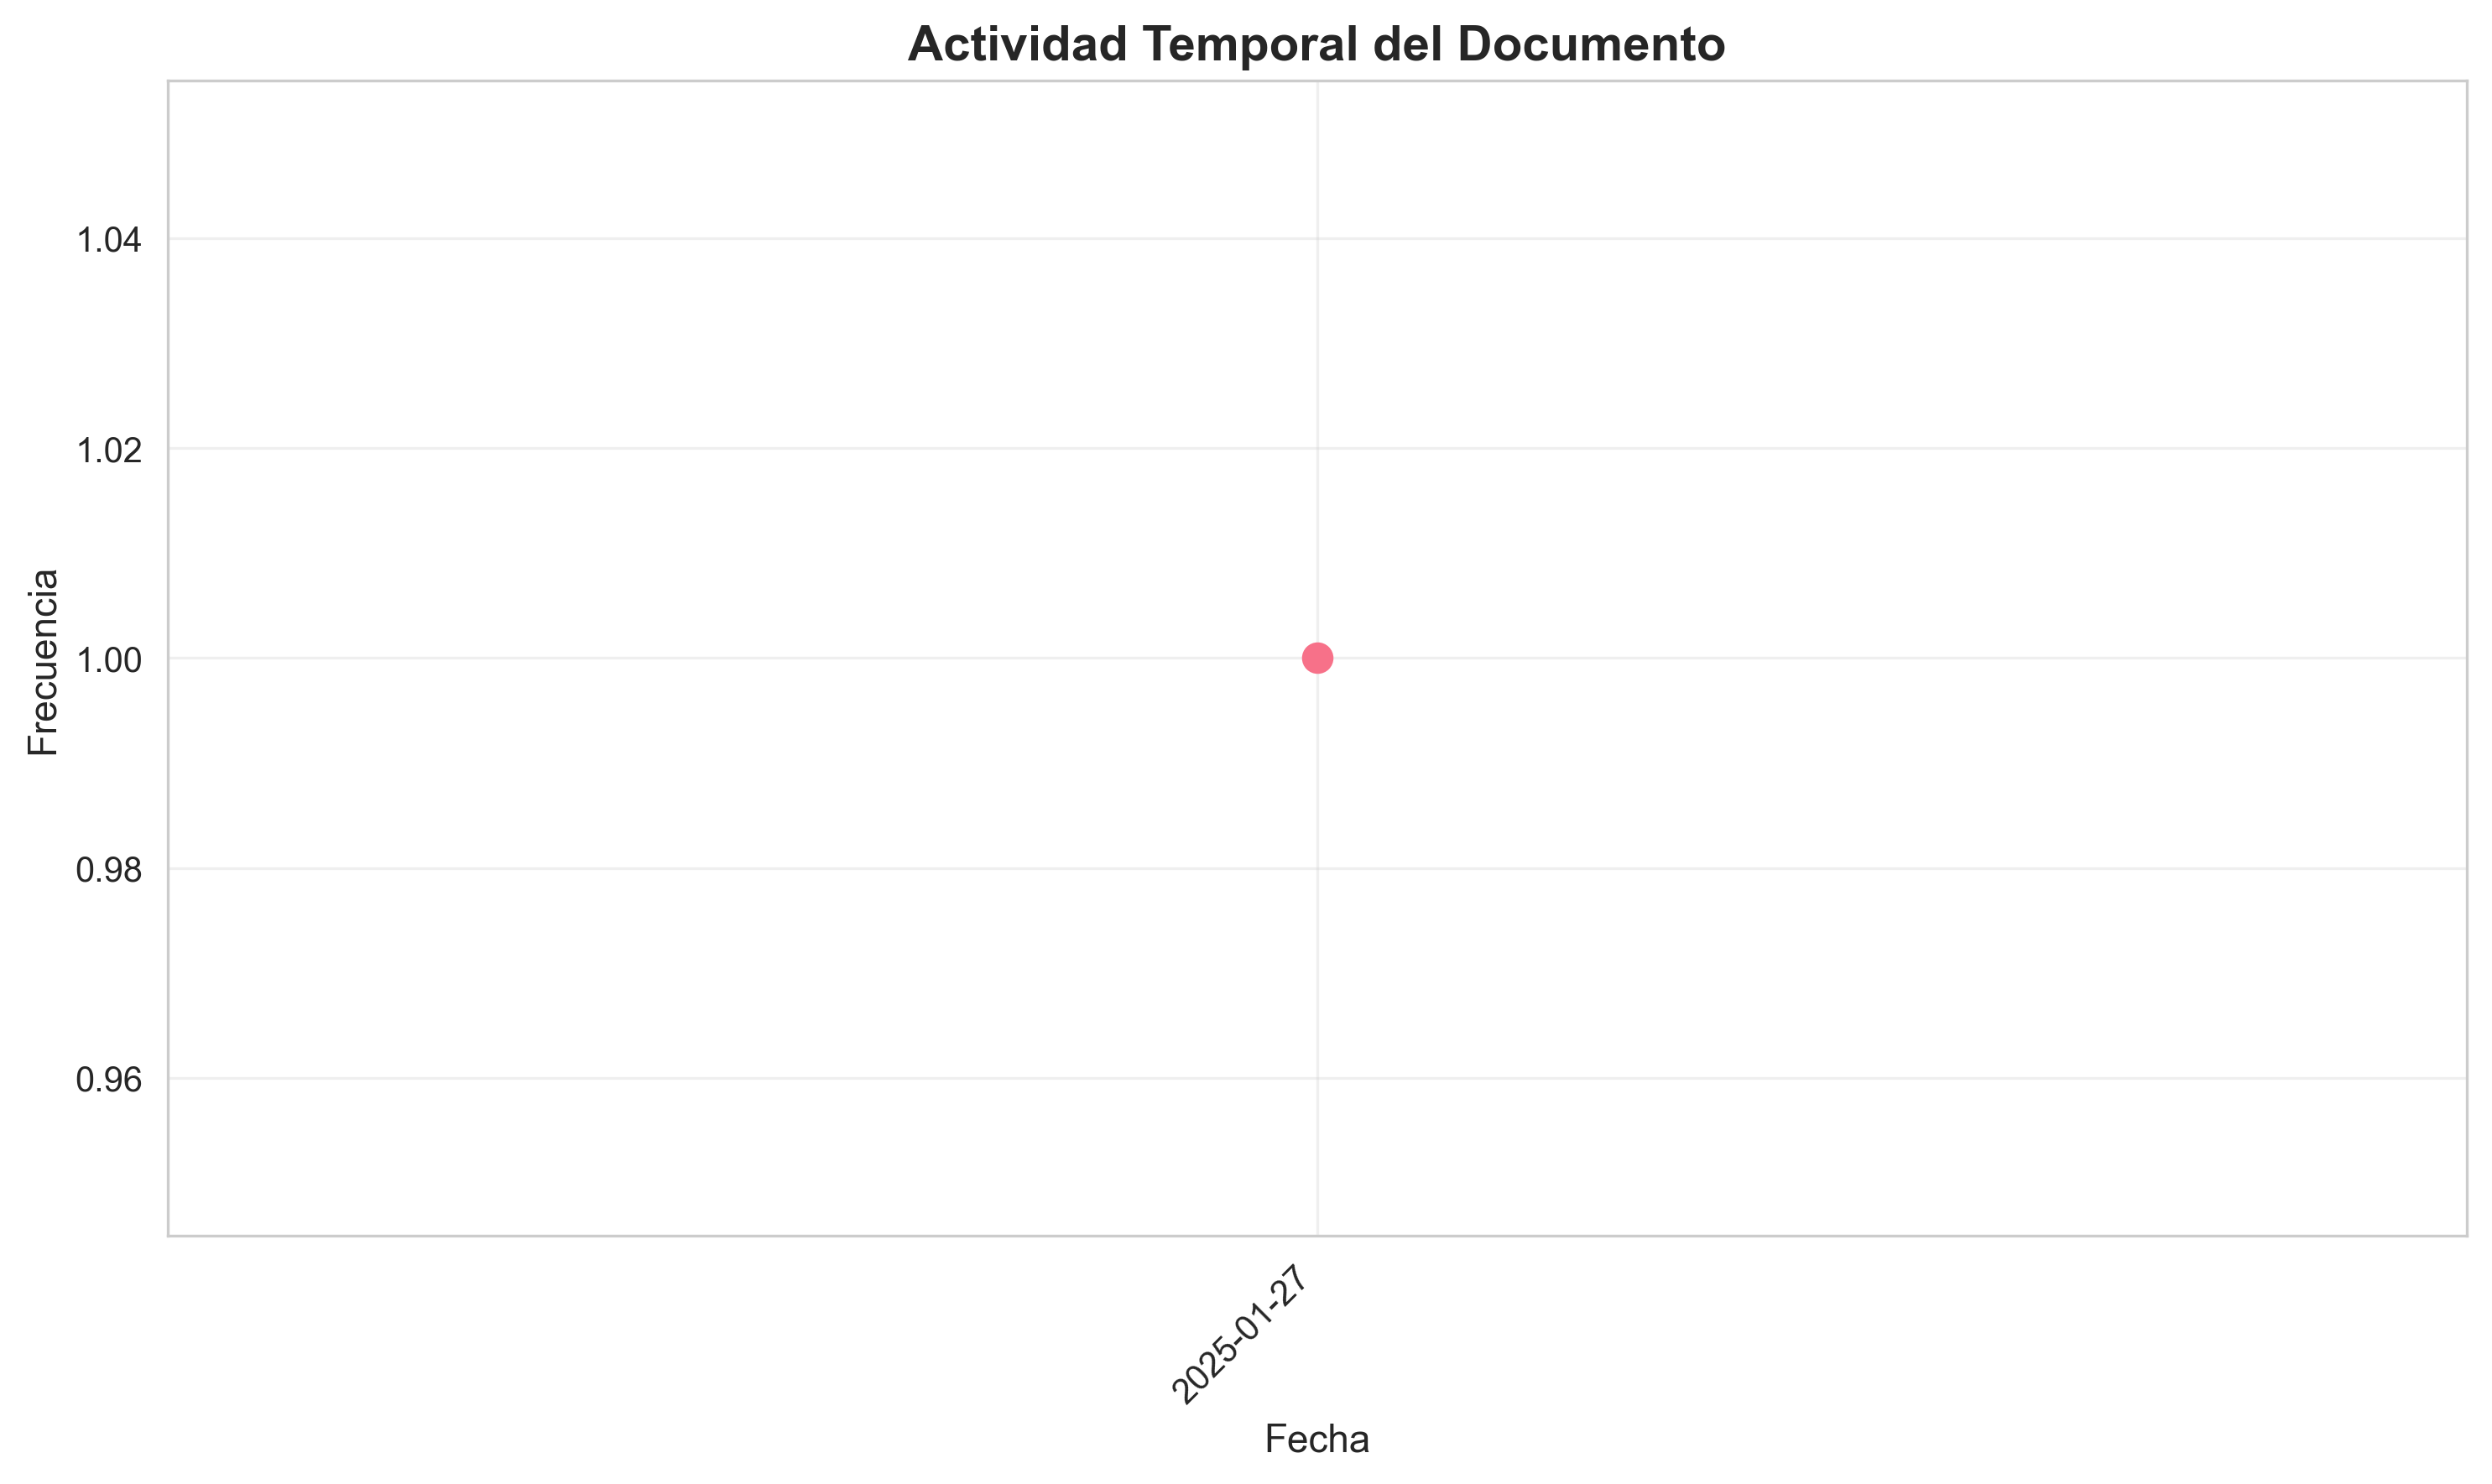 Actividad Temporal del Documento
1.04
1.02
1.00
0.98
0.96
Frecuencia
2025-01-27
Fecha